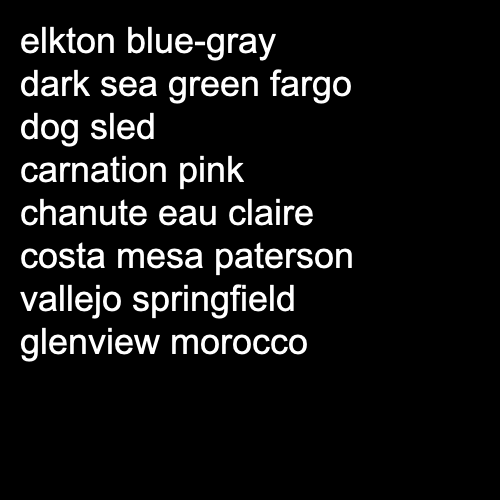 elkton blue-gray
dark sea green fargo
dog sled
carnation pink
chanute eau claire
costa mesa paterson
vallejo springfield
glenview morocco